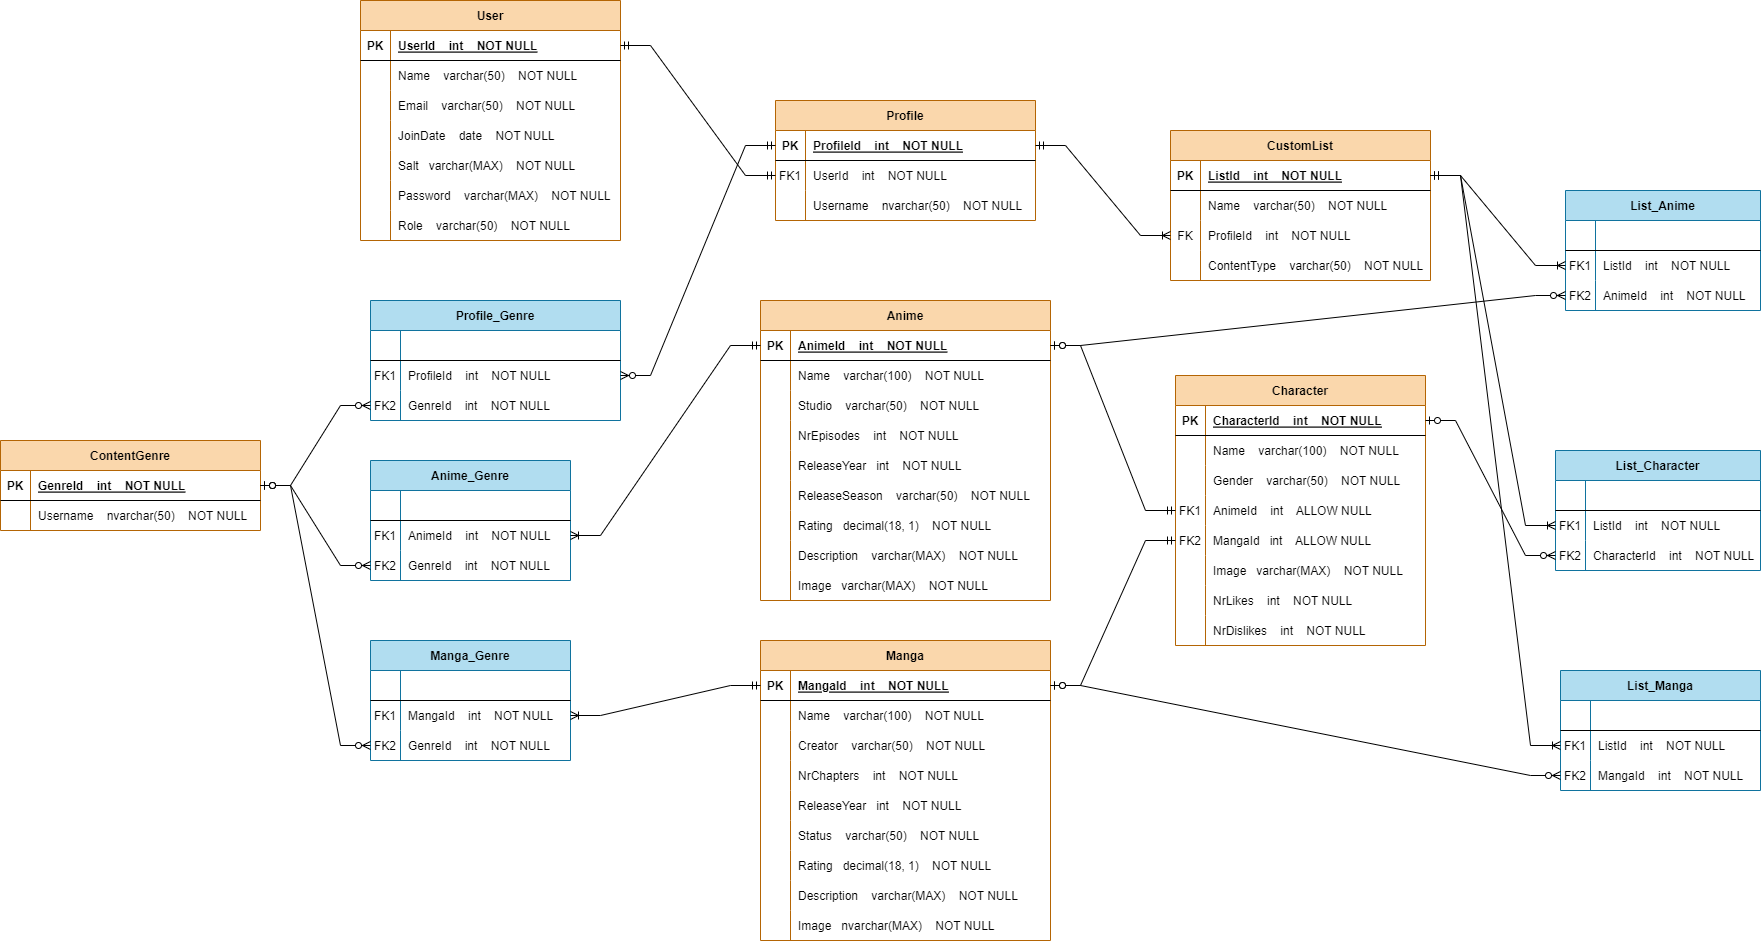 User
PK UserId int NOT NULL
Name varchar(50) NOT NULL
Email varchar(50) NOT NULL
JoinDate date NOT NULL
Salt varchar(MAX) NOT NULL
Password varchar(MAX) NOT NULL
Role varchar(50) NOT NULL
Profile
PK ProfileId int NOT NULL
FK1 UserId int NOT NULL
Username nvarchar(50) NOT NULL
CustomList
PK ListId int NOT NULL
Name varchar(50) NOT NULL
FK ProfileId int NOT NULL
ContentType varchar(50) NOT NULL
List_Anime
FK1 ListId int NOT NULL
FK2 AnimeId int NOT NULL
Profile_Genre
FK1 ProfileId int NOT NULL
FK2 GenreId int NOT NULL
Anime
PK AnimeId int NOT NULL
Name varchar(100) NOT NULL
Studio varchar(50) NOT NULL
NrEpisodes int NOT NULL
ReleaseYear int NOT NULL
ReleaseSeason varchar(50) NOT NULL
Rating decimal(18, 1) NOT NULL
Description varchar(MAX) NOT NULL
Image varchar(MAX) NOT NULL
Character
PK CharacterId int NOT NULL
Name varchar(100) NOT NULL
Gender varchar(50) NOT NULL
FK1 AnimeId int ALLOW NULL
FK2 MangaId int ALLOW NULL
Image varchar(MAX) NOT NULL
NrLikes int NOT NULL
NrDislikes int NOT NULL
ContentGenre
PK GenreId int NOT NULL
Username nvarchar(50) NOT NULL
Anime_Genre
FK1 AnimeId int NOT NULL
FK2 GenreId int NOT NULL
List_Character
FK1 ListId int NOT NULL
FK2 CharacterId int NOT NULL
Manga_Genre
FK1 MangaId int NOT NULL
FK2 GenreId int NOT NULL
Manga
PK MangaId int NOT NULL
Name varchar(100) NOT NULL
Creator varchar(50) NOT NULL
NrChapters int NOT NULL
ReleaseYear int NOT NULL
Status varchar(50) NOT NULL
Rating decimal(18, 1) NOT NULL
Description varchar(MAX) NOT NULL
Image nvarchar(MAX) NOT NULL
List_Manga
FK1 ListId int NOT NULL
FK2 MangaId int NOT NULL